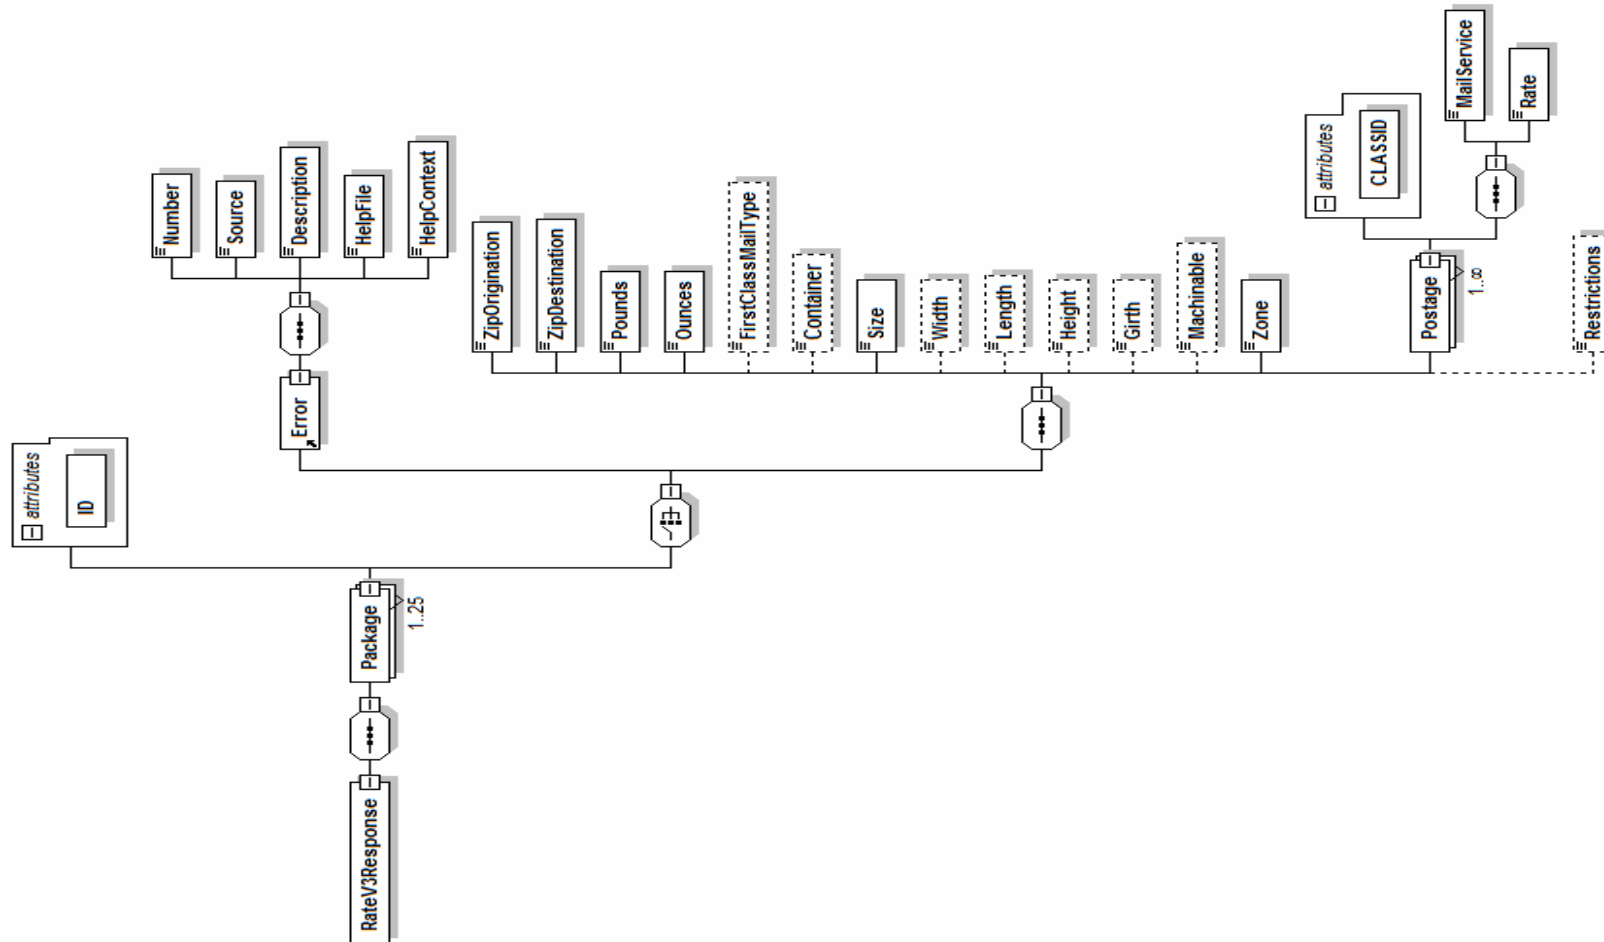 RateV3Response
Package
1..25
attributes
ID
Error
Number
Source
Description
HelpFile
HelpContext
ZipOrigination
ZipDestination
Pounds
Ounces
FirstClassMailType
Container
Size
Width
Length
Height
Girth
Machinable
Zone
Postage
1..∞
attributes
CLASSID
MailService
Rate
Restrictions